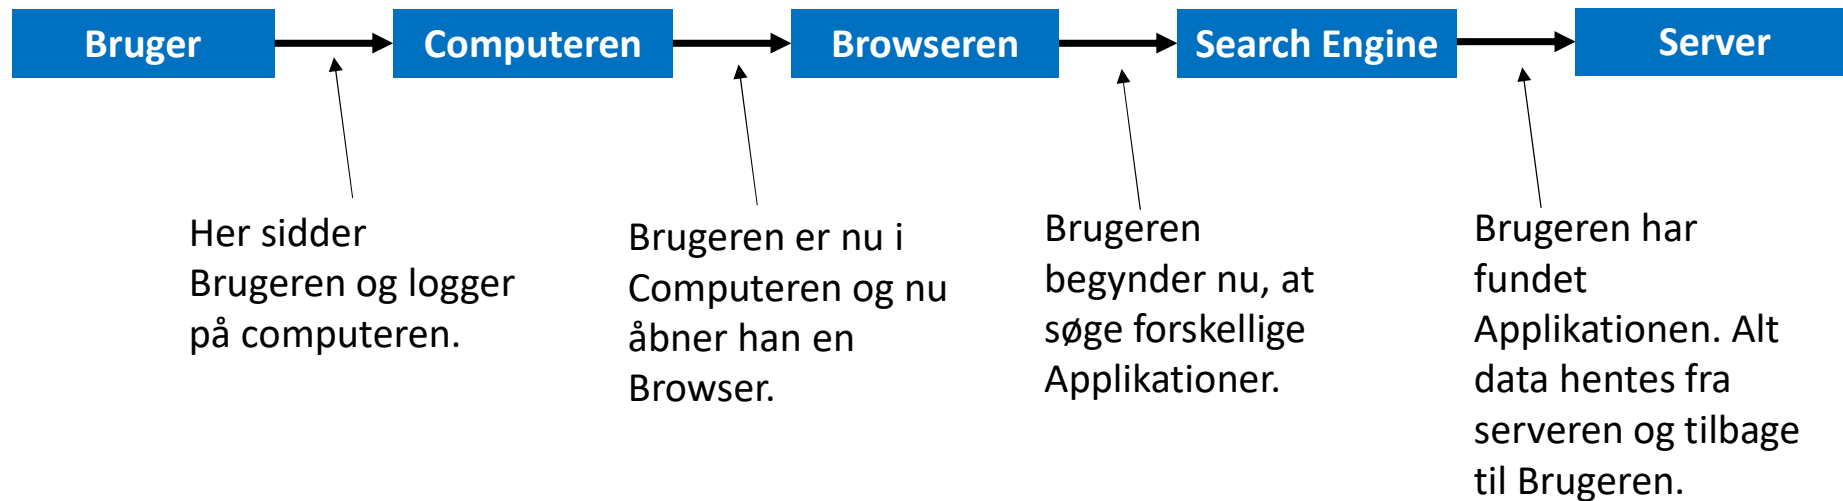 Bruger
Computeren
Browseren
Search Engine
Server
Her sidder
Brugeren og logger
på computeren.
Brugeren er nu i
Computeren og nu
åbner han en
Browser.
Brugeren
begynder nu, at
søge forskellige
Applikationer.
Brugeren har
fundet
Applikationen. Alt
data hentes fra
serveren og tilbage
til Brugeren.